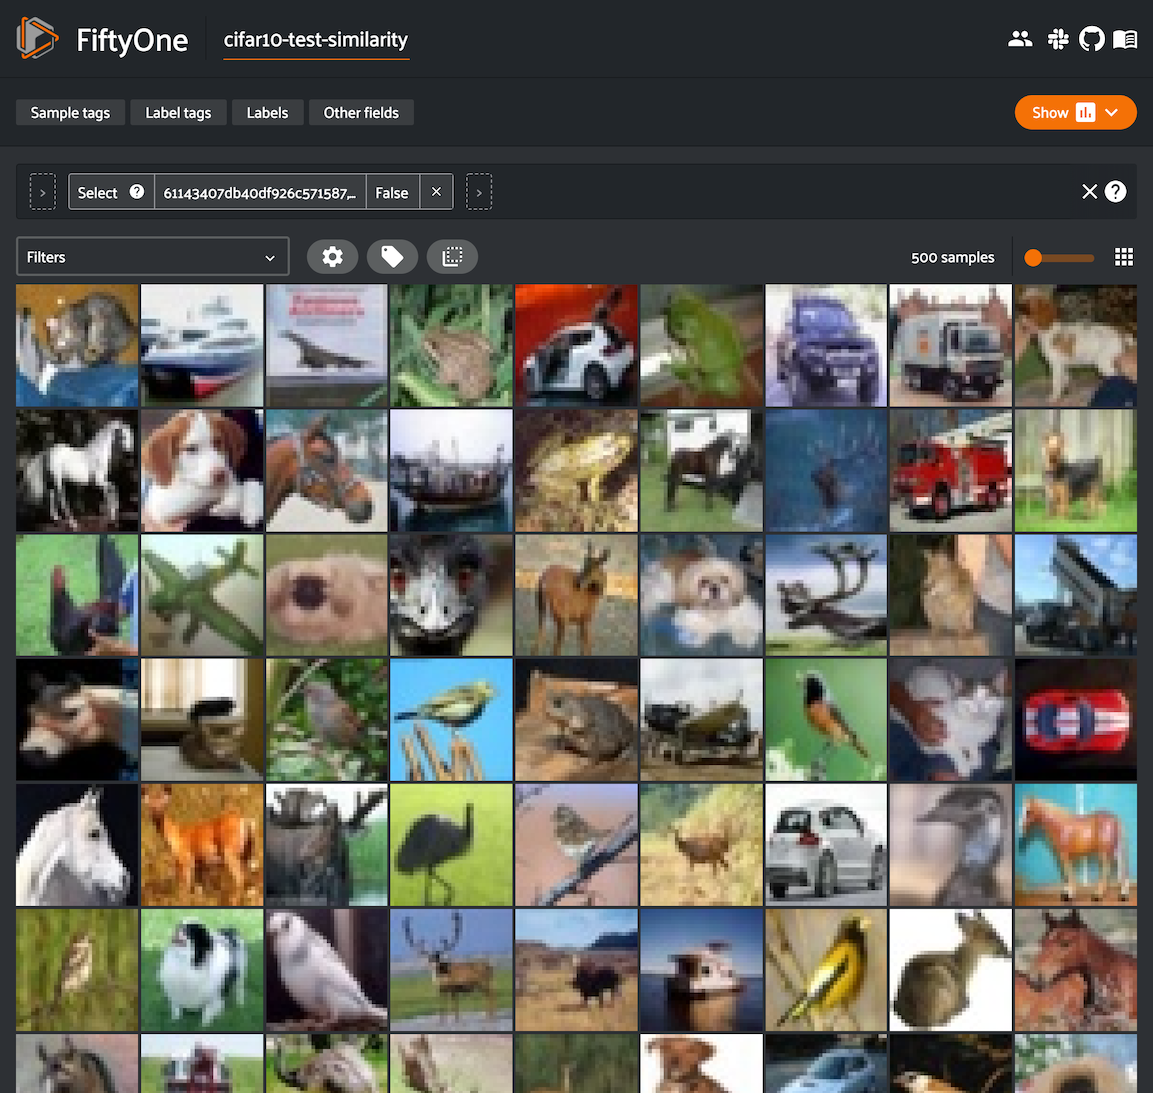 FiftyOne
cifar10-test-similarity
Sample tags
Label tags
Labels
Other fields
Show
Select
61143407db40df926c571587,…
False
Filters
500 samples